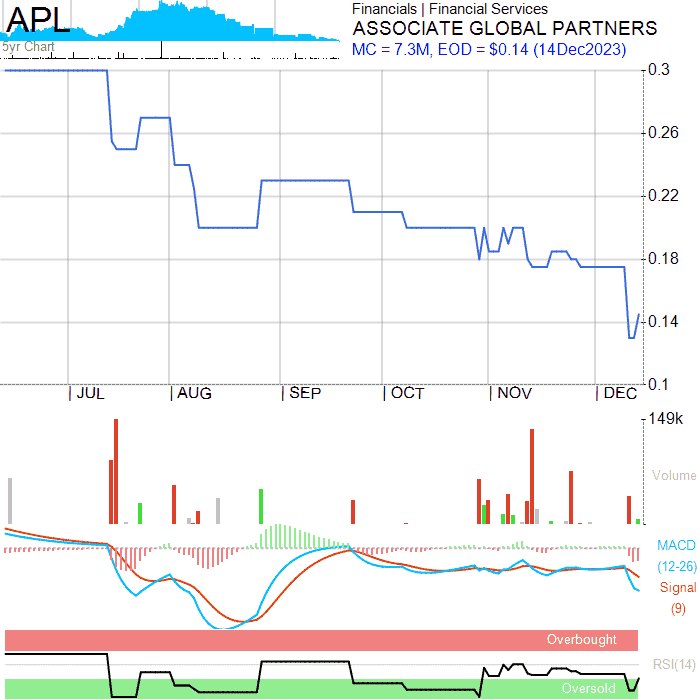 APL
5yr Chart
Financials | Financial Services
ASSOCIATE GLOBAL PARTNERS
MC = 7.3M, EOD = $0.14 (14Dec2023)
0.3
0.26
0.22
0.18
0.14
0.1
JUL AUG SEP OCT NOV DEC
149k
Volume
MACD
(12-26)
Signal
(9)
Overbought
RSI(14)
Oversold